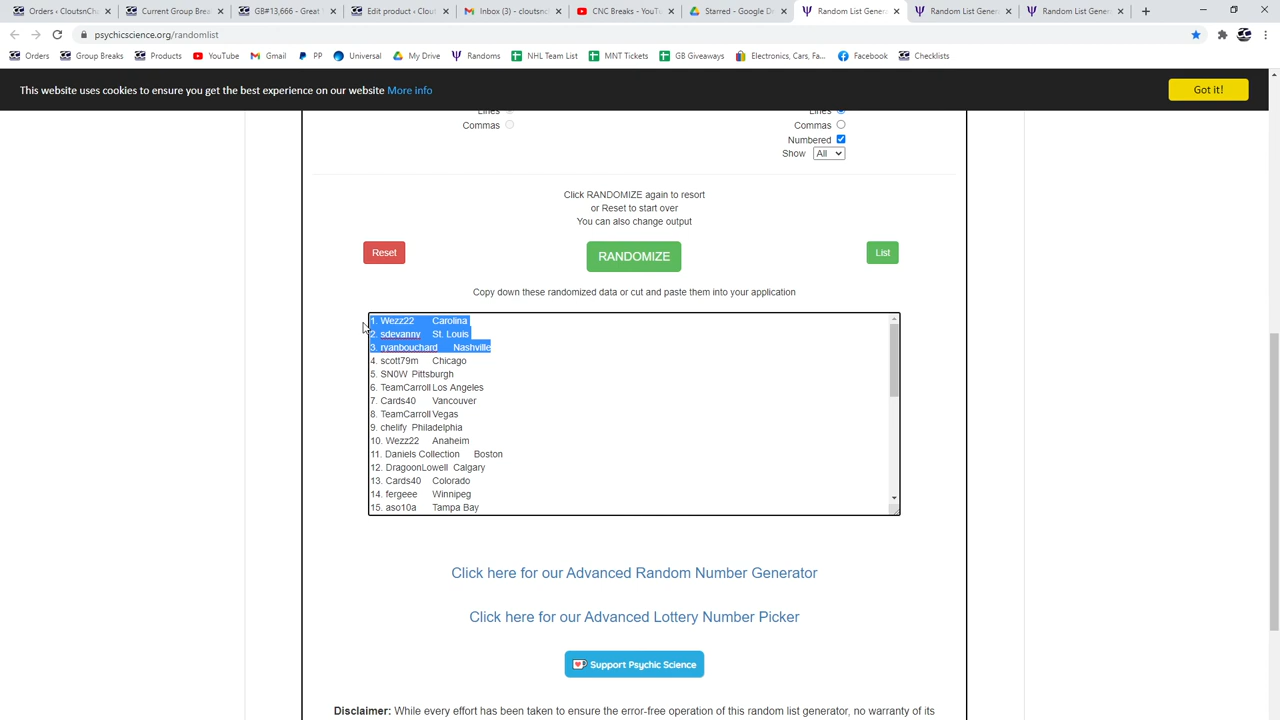 Orders ‹ CloutsnCh
Current Group Brea
GB#13,666 - Great
Edit product ‹ Clout
Inbox (3) - cloutsno
CNC Breaks - YouTu
Starred - Google D
Random List Gener
Random List Genera
Random List Genera
psychicscience.org/randomlist
Orders
Group Breaks
Products
YouTube
Gmail
PP
Universal
My Drive
Randoms
NHL Team List
MNT Tickets
GB Giveaways
Electronics, Cars, Fa...
Facebook
Checklists
This website uses cookies to ensure you get the best experience on our website More info
Got it!
Lines
Lines
Commas
Commas
Numbered
Show All
Click RANDOMIZE again to resort
or Reset to start over
You can also change output
Reset
RANDOMIZE
List
Copy down these randomized data or cut and paste them into your application
1. Wezz22 Carolina
2. sdevanny St. Louis
3. ryanbouchard Nashville
4. scott79m Chicago
5. SN0W Pittsburgh
6. TeamCarroll Los Angeles
7. Cards40 Vancouver
8. TeamCarroll Vegas
9. chelify Philadelphia
10. Wezz22 Anaheim
11. Daniels Collection Boston
12. DragoonLowell Calgary
13. Cards40 Colorado
14. fergeee Winnipeg
15. aso10a Tampa Bay
Click here for our Advanced Random Number Generator
Click here for our Advanced Lottery Number Picker
Support Psychic Science
Disclaimer: While every effort has been taken to ensure the error-free operation of this random list generator, no warranty of its